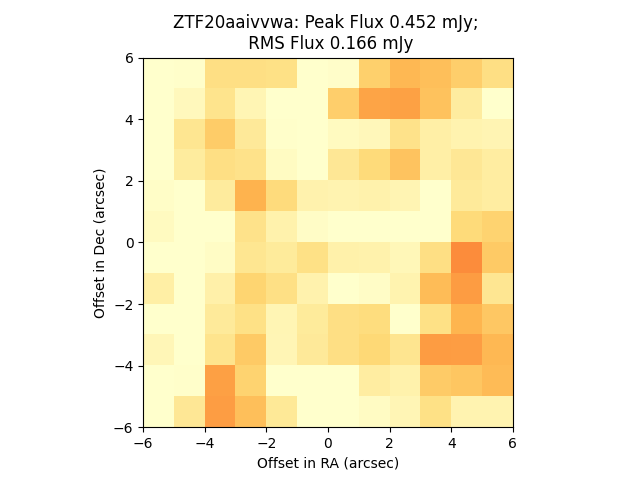 ZTF20aaivvwa: Peak Flux 0.452 mJy;
RMS Flux 0.166 mJy
6
4
2
0
−2
−4
−6
Offset in Dec (arcsec)
−6 −4 −2 0 2 4 6
Offset in RA (arcsec)